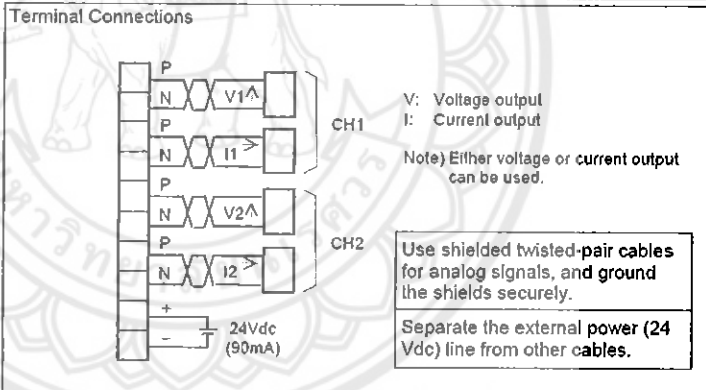 Terminal Connections
P
N V1
P
N I1
CH1
P
N V2
P
N I2
CH2
+
-
24Vdc
(90mA)
V: Voltage output
I: Current output
Note) Either voltage or current output
can be used.
Use shielded twisted-pair cables
for analog signals, and ground
the shields securely.
Separate the external power (24
Vdc) line from other cables.